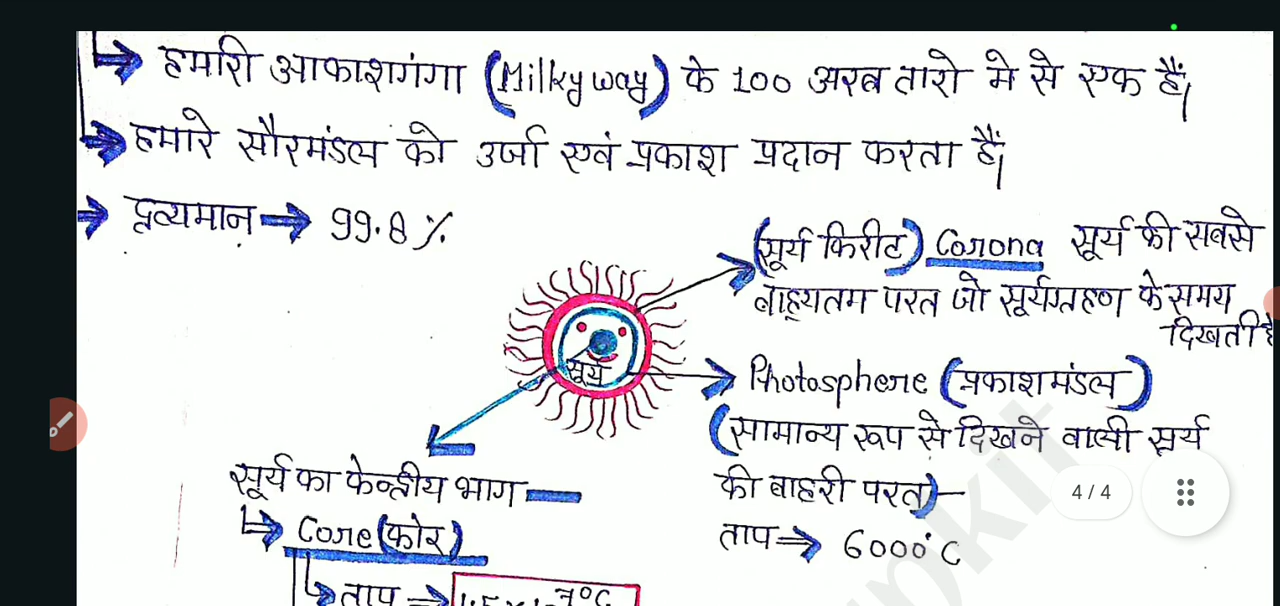 हमारी आकाशगंगा (Milky way) के 100 अरब तारो मे से एक हैं।
हमारे सौरमंडल को उर्जा एवं प्रकाश प्रदान करता हैं।
द्रव्यमान → 99.8 %
(सूर्य किरीट) Corona सूर्य की सबसे
बाह्यतम परत जो सूर्यग्रहण के समय
दिखती है
सूर्य
Photosphere (प्रकाशमंडल)
(सामान्य रूप से दिखने वाली सूर्य
की बाहरी परत)
ताप ⇒ 6000°C
सूर्य का केन्द्रीय भाग
Core (कोर)
ताप →
4 / 4